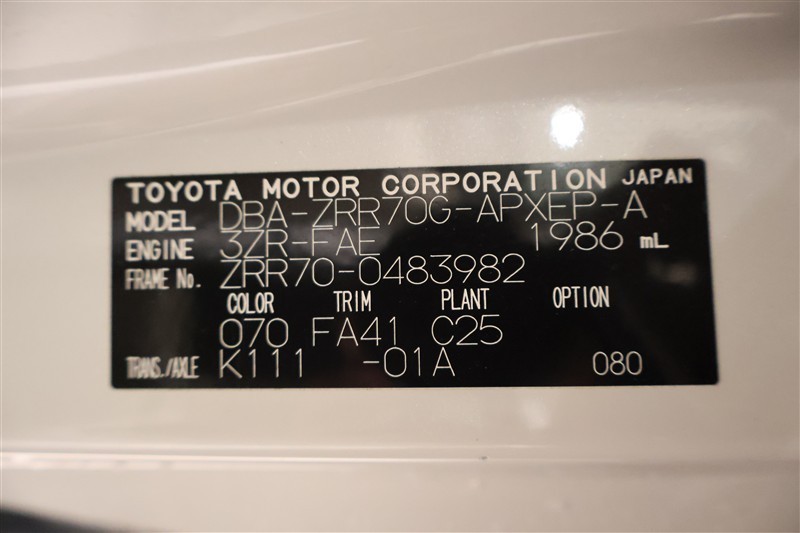 TOYOTA MOTOR CORPORATION JAPAN
MODEL DBA-ZRR70G-APXEP-A
ENGINE 3ZR-FAE 1986 mL
FRAME No. ZRR70-0483982
COLOR TRIM PLANT OPTION
070 FA41 C25
TRANS./AXLE K111 -01A 080